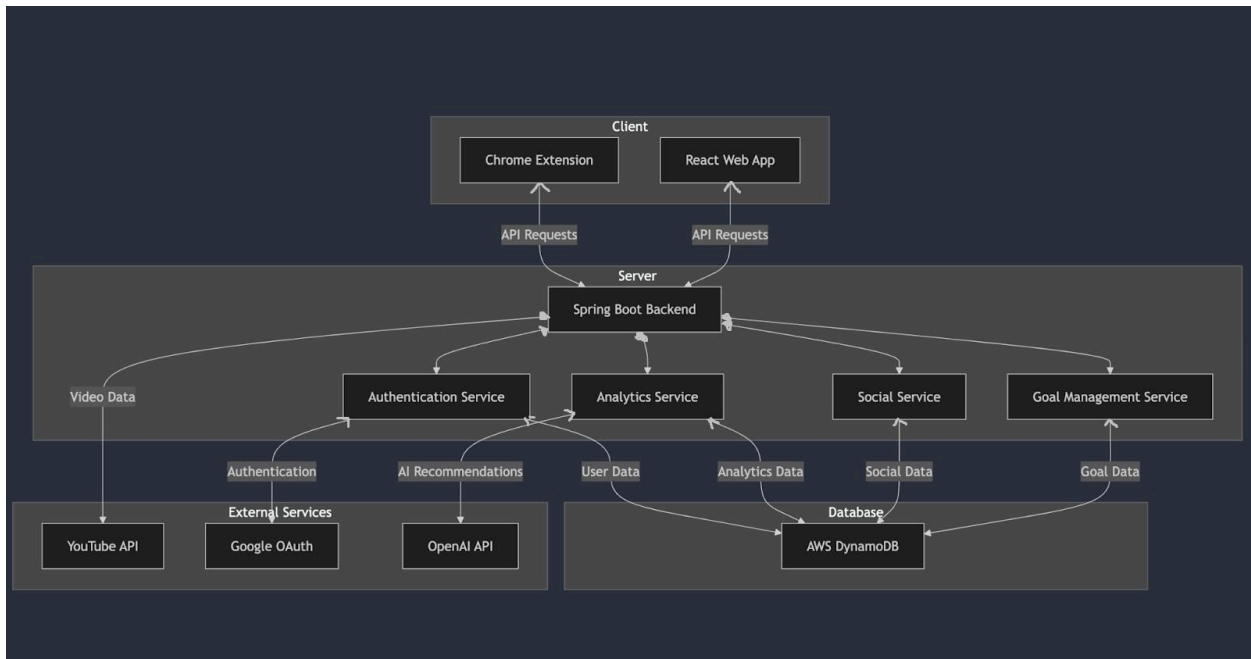 Client
Chrome Extension
React Web App
API Requests
API Requests
Server
Spring Boot Backend
Video Data
Authentication Service
Analytics Service
Social Service
Goal Management Service
Authentication
AI Recommendations
User Data
Analytics Data
Social Data
Goal Data
External Services
Database
YouTube API
Google OAuth
OpenAI API
AWS DynamoDB